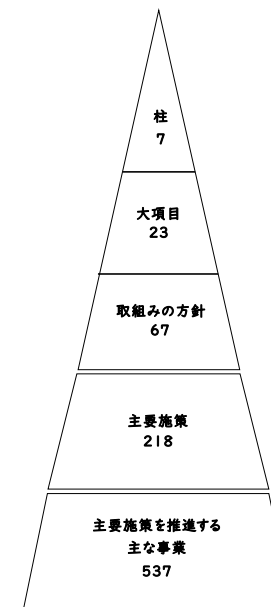 柱
7
大項目
23
取組みの方針
67
主要施策
218
主要施策を推進する
主な事業
537